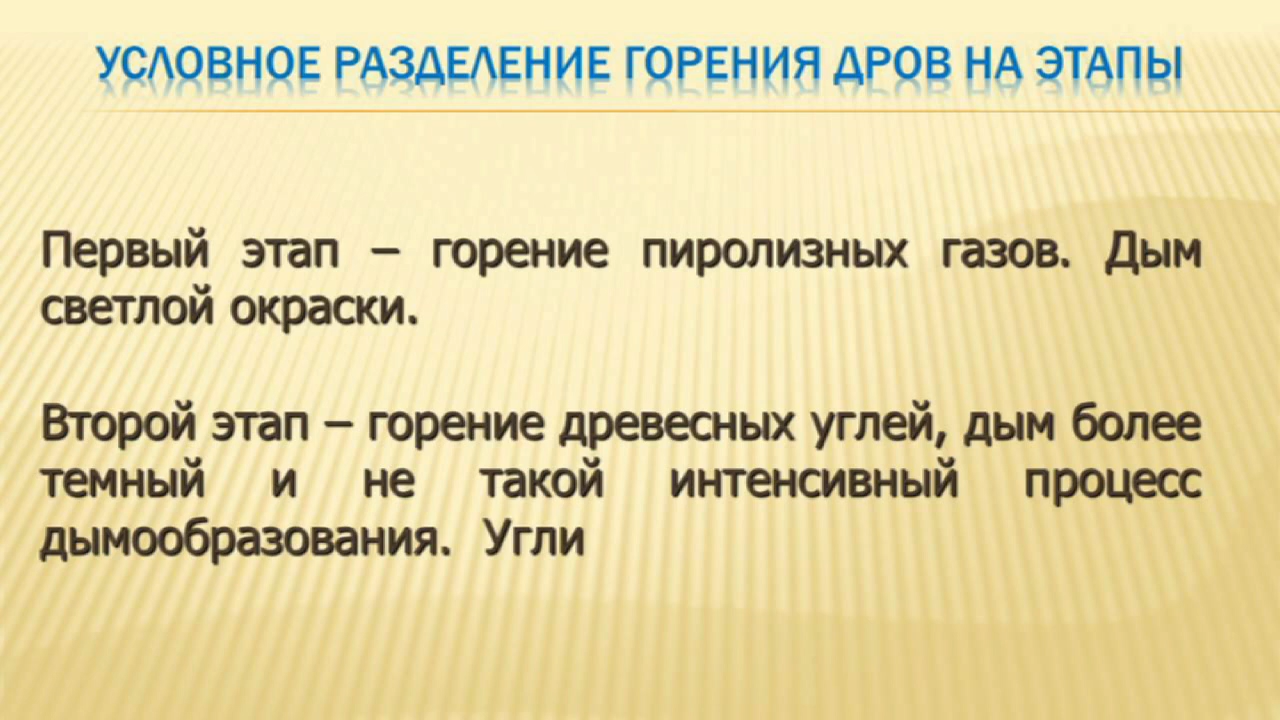 УСЛОВНОЕ РАЗДЕЛЕНИЕ ГОРЕНИЯ ДРОВ НА ЭТАПЫ
Первый этап – горение пиролизных газов. Дым
светлой окраски.
Второй этап – горение древесных углей, дым более
темный и не такой интенсивный процесс
дымообразования. Угли